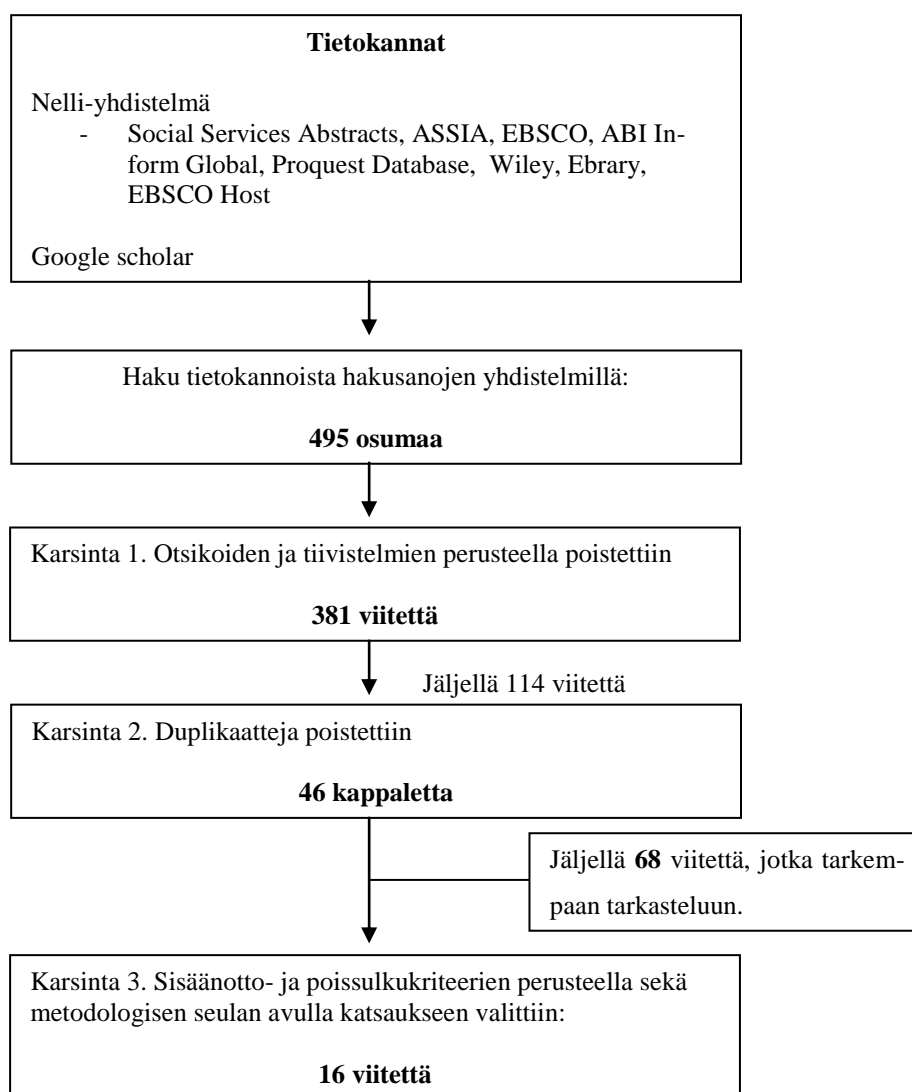 Tietokannat
Nelli-yhdistelmä
- Social Services Abstracts, ASSIA, EBSCO, ABI In-
form Global, Proquest Database, Wiley, Ebrary,
EBSCO Host
Google scholar
Haku tietokannoista hakusanojen yhdistelmillä:
495 osumaa
Karsinta 1. Otsikoiden ja tiivistelmien perusteella poistettiin
381 viitettä
Jäljellä 114 viitettä
Karsinta 2. Duplikaatteja poistettiin
46 kappaletta
Jäljellä 68 viitettä, jotka tarkem-
paan tarkasteluun.
Karsinta 3. Sisäänotto- ja poissulkukriteerien perusteella sekä
metodologisen seulan avulla katsaukseen valittiin:
16 viitettä